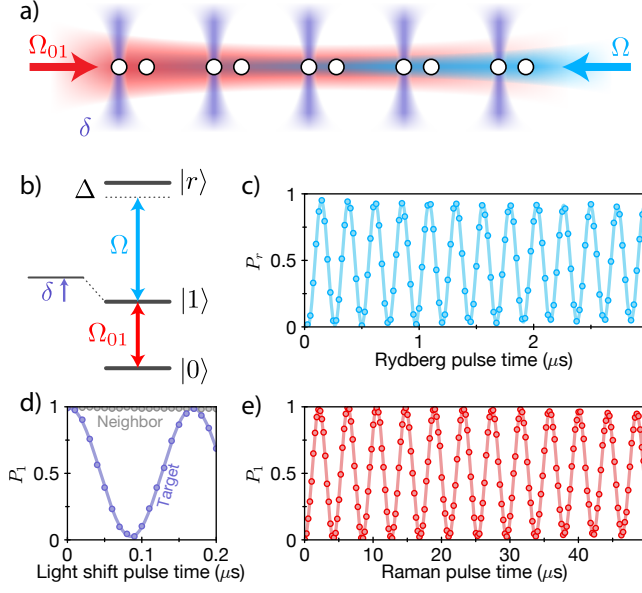 a)
Ω01
Ω
δ
b)
|r⟩
Δ
Ω
δ
|1⟩
Ω01
|0⟩
c)
1
0.5
0
Pr
0
1
2
Rydberg pulse time (μs)
d)
1
0.5
0
P1
Neighbor
Target
0
0.1
0.2
Light shift pulse time (μs)
e)
1
0.5
0
P1
0
10
20
30
40
Raman pulse time (μs)